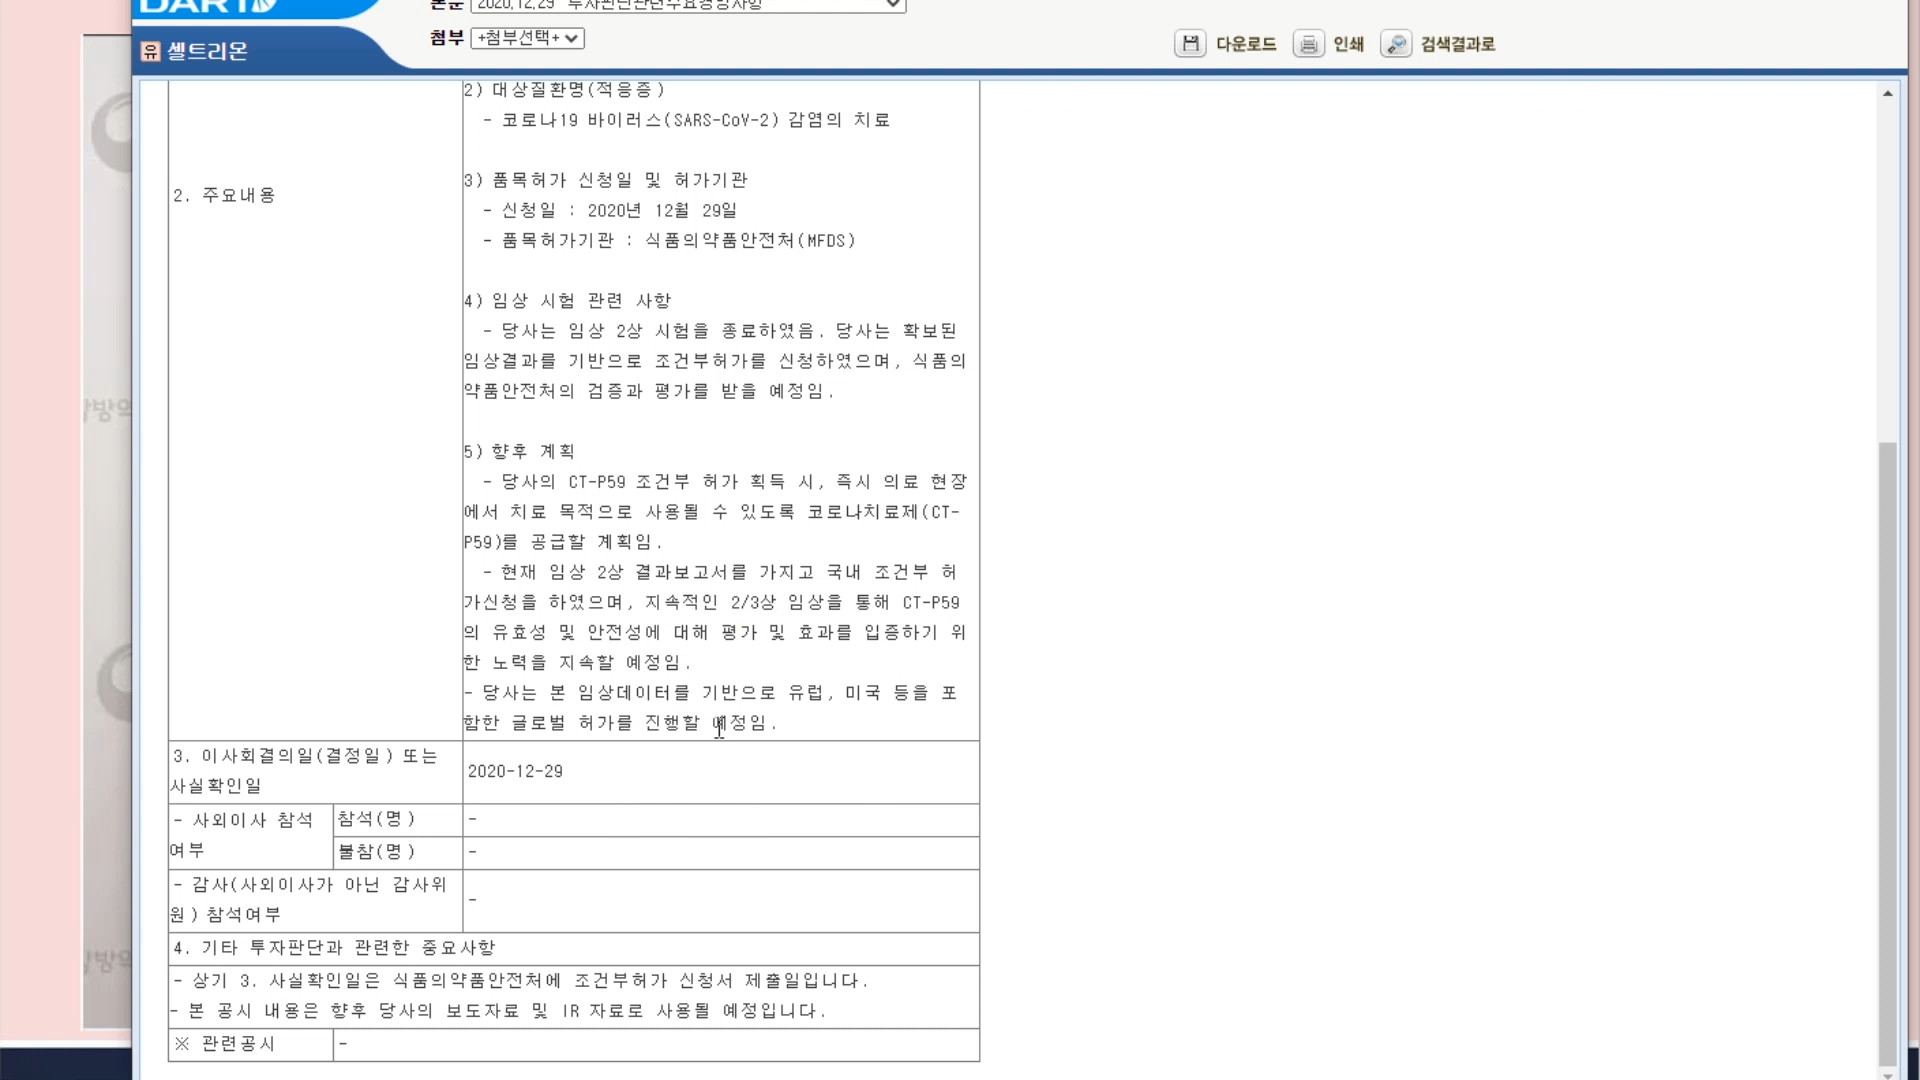 DART
본문 2020.12.29 투자판단관련주요경영사항
첨부 +첨부선택+
유 셀트리몬
다운로드 인쇄 검색결과로
2. 주요내용
2) 대상질환명(적응증)
- 코로나19 바이러스(SARS-CoV-2) 감염의 치료
3) 품목허가 신청일 및 허가기관
- 신청일 : 2020년 12월 29일
- 품목허가기관 : 식품의약품안전처(MFDS)
4) 임상 시험 관련 사항
- 당사는 임상 2상 시험을 종료하였음. 당사는 확보된
임상결과를 기반으로 조건부허가를 신청하였으며, 식품의
약품안전처의 검증과 평가를 받을 예정임.
5) 향후 계획
- 당사의 CT-P59 조건부 허가 획득 시, 즉시 의료 현장
에서 치료 목적으로 사용될 수 있도록 코로나치료제(CT-
P59)를 공급할 계획임.
- 현재 임상 2상 결과보고서를 가지고 국내 조건부 허
가신청을 하였으며, 지속적인 2/3상 임상을 통해 CT-P59
의 유효성 및 안전성에 대해 평가 및 효과를 입증하기 위
한 노력을 지속할 예정임.
- 당사는 본 임상데이터를 기반으로 유럽, 미국 등을 포
함한 글로벌 허가를 진행할 예정임.
3. 이사회결의일(결정일) 또는
사실확인일
2020-12-29
- 사외이사 참석
여부
참석(명) -
불참(명) -
- 감사(사외이사가 아닌 감사위
원) 참석여부
-
4. 기타 투자판단과 관련한 중요사항
- 상기 3. 사실확인일은 식품의약품안전처에 조건부허가 신청서 제출일입니다.
- 본 공시 내용은 향후 당사의 보도자료 및 IR 자료로 사용될 예정입니다.
※ 관련공시 -